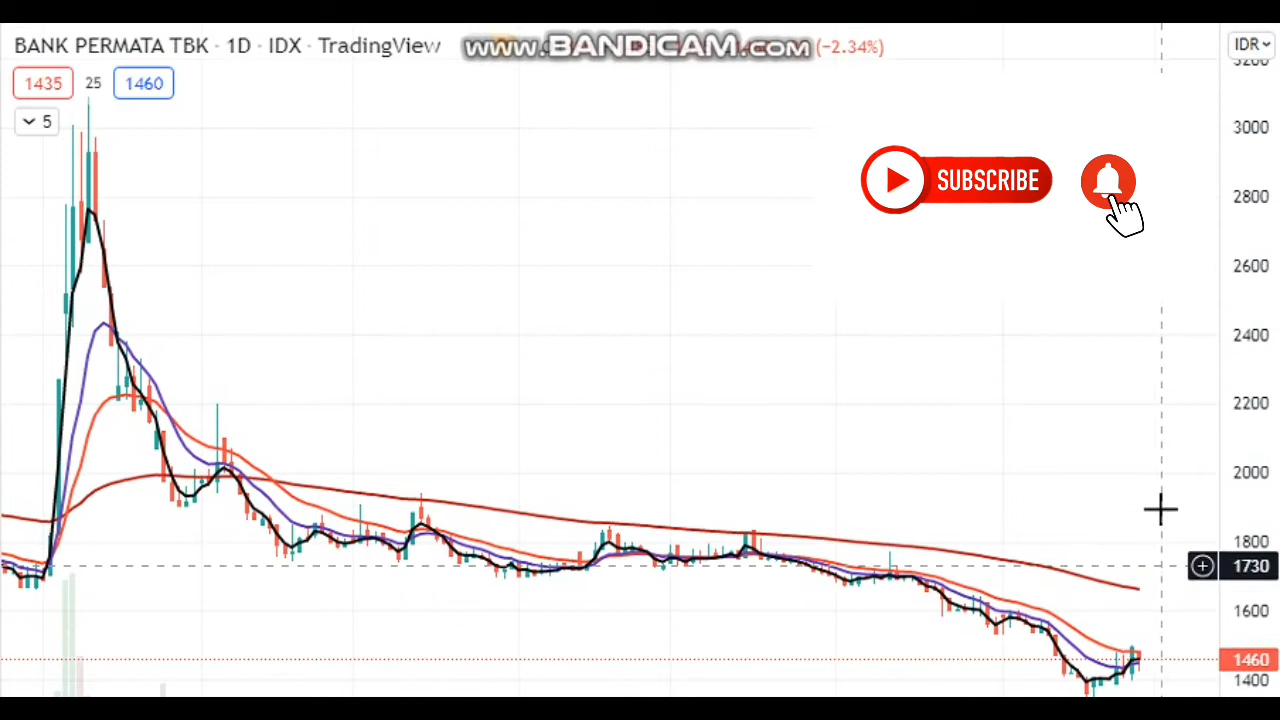 BANK PERMATA TBK · 1D · IDX · TradingView
www.BANDICAM.com
(−2.34%)
IDR
3200
1435 25 1460
5
3000
SUBSCRIBE
2800
2600
2400
2200
2000
1800
1730
1600
1460
1400